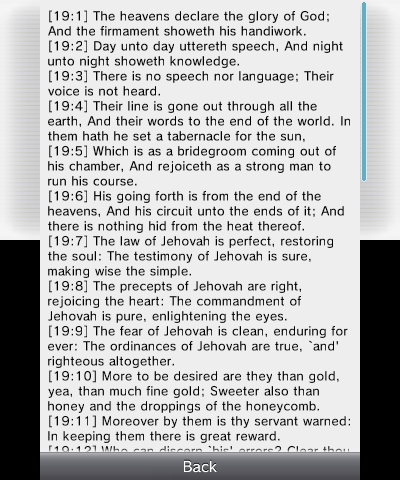 [19:1] The heavens declare the glory of God;
And the firmament showeth his handiwork.
[19:2] Day unto day uttereth speech, And night
unto night showeth knowledge.
[19:3] There is no speech nor language; Their
voice is not heard.
[19:4] Their line is gone out through all the
earth, And their words to the end of the world. In
them hath he set a tabernacle for the sun,
[19:5] Which is as a bridegroom coming out of
his chamber, And rejoiceth as a strong man to
run his course.
[19:6] His going forth is from the end of the
heavens, And his circuit unto the ends of it; And
there is nothing hid from the heat thereof.
[19:7] The law of Jehovah is perfect, restoring
the soul: The testimony of Jehovah is sure,
making wise the simple.
[19:8] The precepts of Jehovah are right,
rejoicing the heart: The commandment of
Jehovah is pure, enlightening the eyes.
[19:9] The fear of Jehovah is clean, enduring for
ever: The ordinances of Jehovah are true, `and'
righteous altogether.
[19:10] More to be desired are they than gold,
yea, than much fine gold; Sweeter also than
honey and the droppings of the honeycomb.
[19:11] Moreover by them is thy servant warned:
In keeping them there is great reward.
[19:12] Who can discern `his' errors? Clear thou
Back